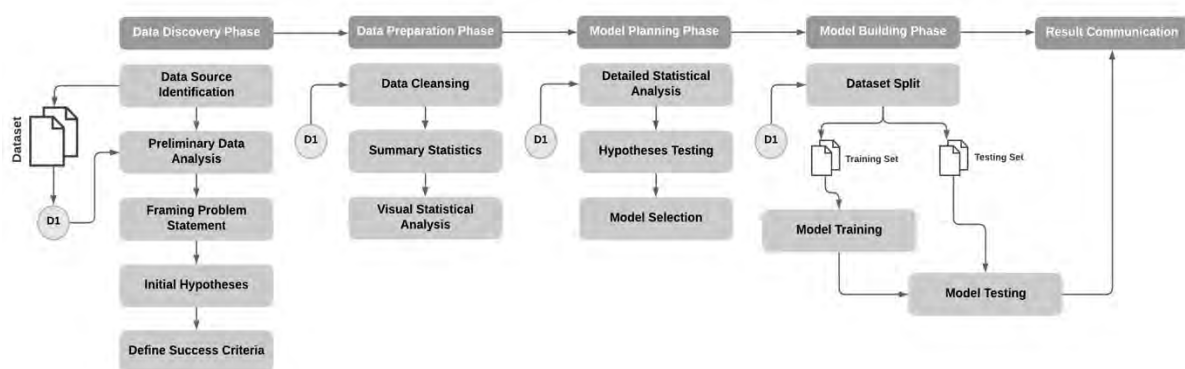 Data Discovery Phase
Data Preparation Phase
Model Planning Phase
Model Building Phase
Result Communication
Data Source
Identification
Preliminary Data
Analysis
Framing Problem
Statement
Initial Hypotheses
Define Success Criteria
Dataset
D1
Data Cleansing
Summary Statistics
Visual Statistical
Analysis
D1
Detailed Statistical
Analysis
Hypotheses Testing
Model Selection
D1
Dataset Split
Training Set
Testing Set
Model Training
Model Testing
D1